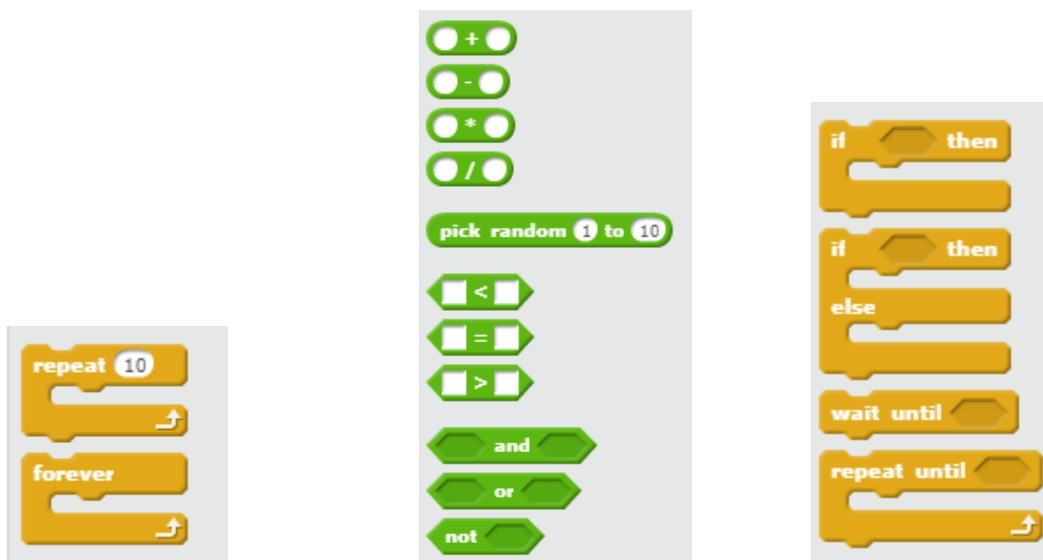 repeat 10
forever
+
-
*
/
pick random 1 to 10
<
=
>
and
or
not
if then
if then
else
wait until
repeat until